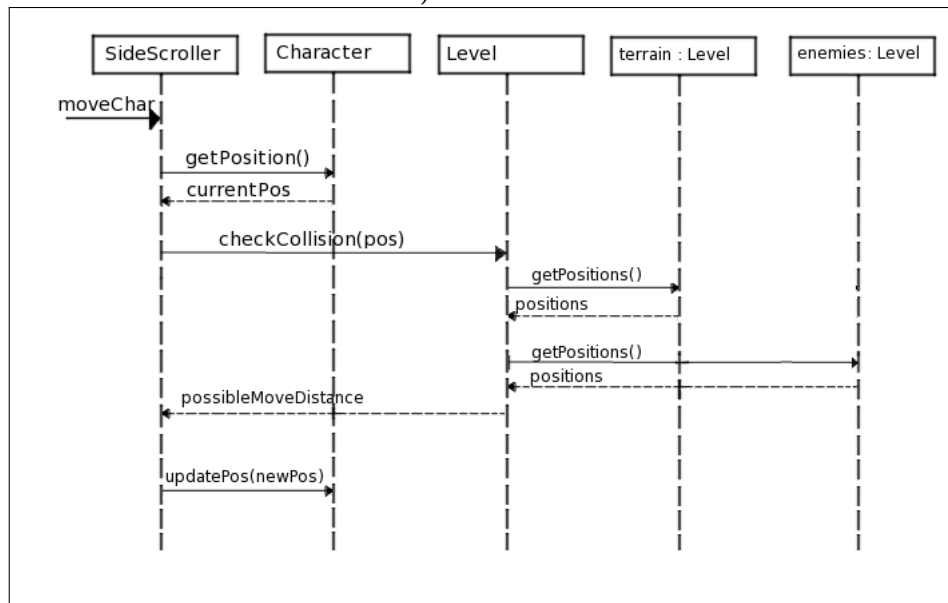 SideScroller
Character
Level
terrain : Level
enemies: Level
moveChar
getPosition()
currentPos
checkCollision(pos)
getPositions()
positions
getPositions()
positions
possibleMoveDistance
updatePos(newPos)